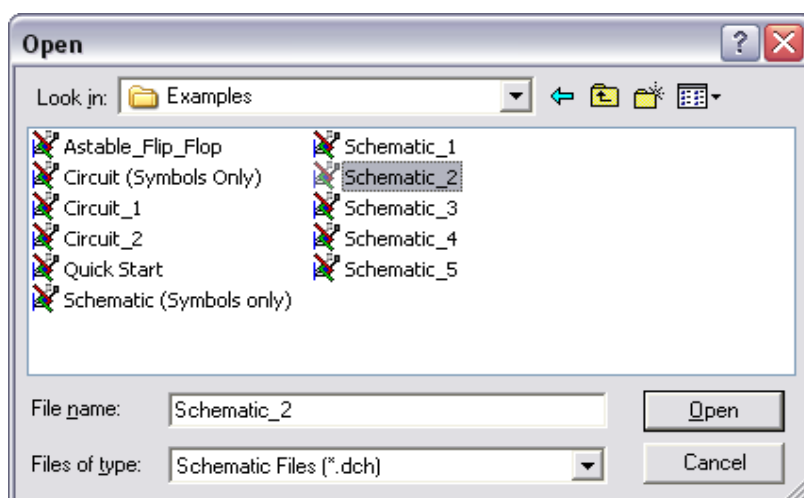 Open
Look in: Examples
Astable_Flip_Flop
Circuit (Symbols Only)
Circuit_1
Circuit_2
Quick Start
Schematic (Symbols only)
Schematic_1
Schematic_2
Schematic_3
Schematic_4
Schematic_5
File name: Schematic_2 Open
Files of type: Schematic Files (*.dch) Cancel